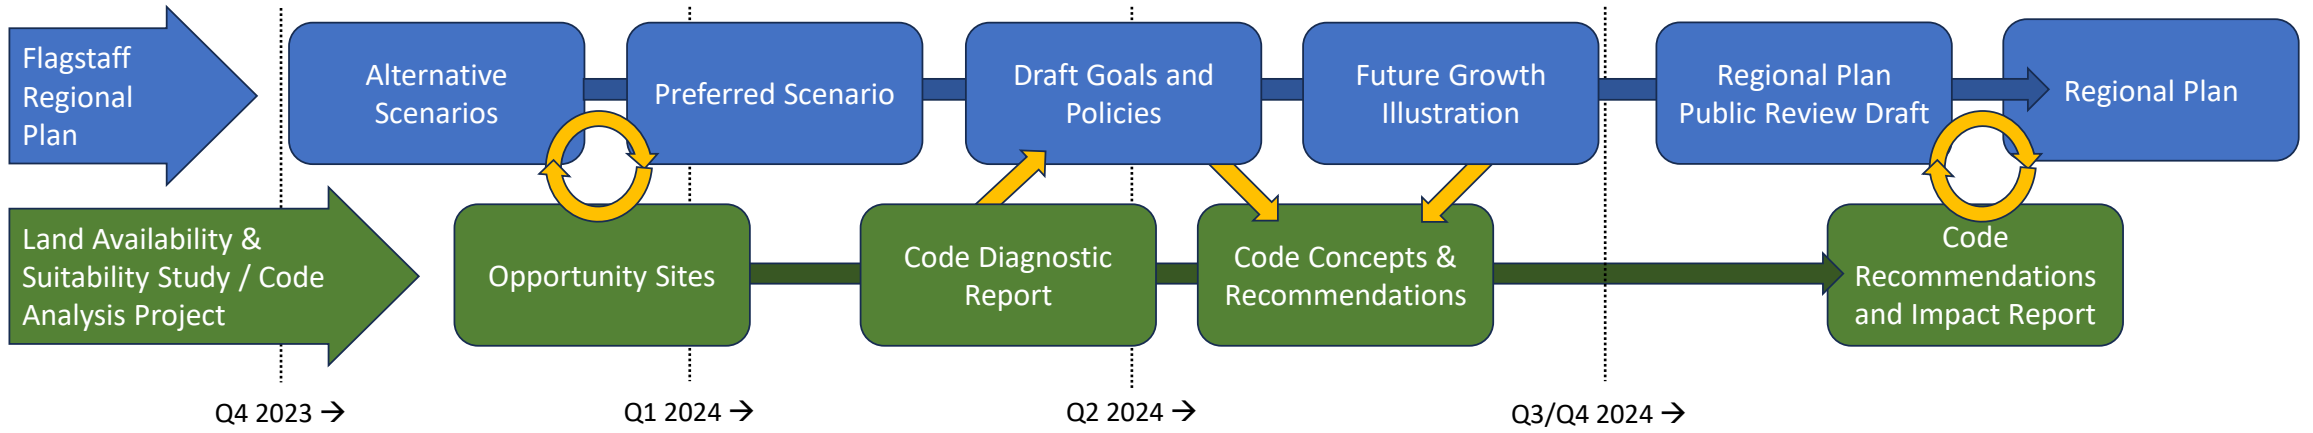 Flagstaff
Regional
Plan
Alternative
Scenarios
Preferred Scenario
Draft Goals and
Policies
Future Growth
Illustration
Regional Plan
Public Review Draft
Regional Plan
Land Availability &
Suitability Study / Code
Analysis Project
Opportunity Sites
Code Diagnostic
Report
Code Concepts &
Recommendations
Code
Recommendations
and Impact Report
Q4 2023 →
Q1 2024 →
Q2 2024 →
Q3/Q4 2024 →